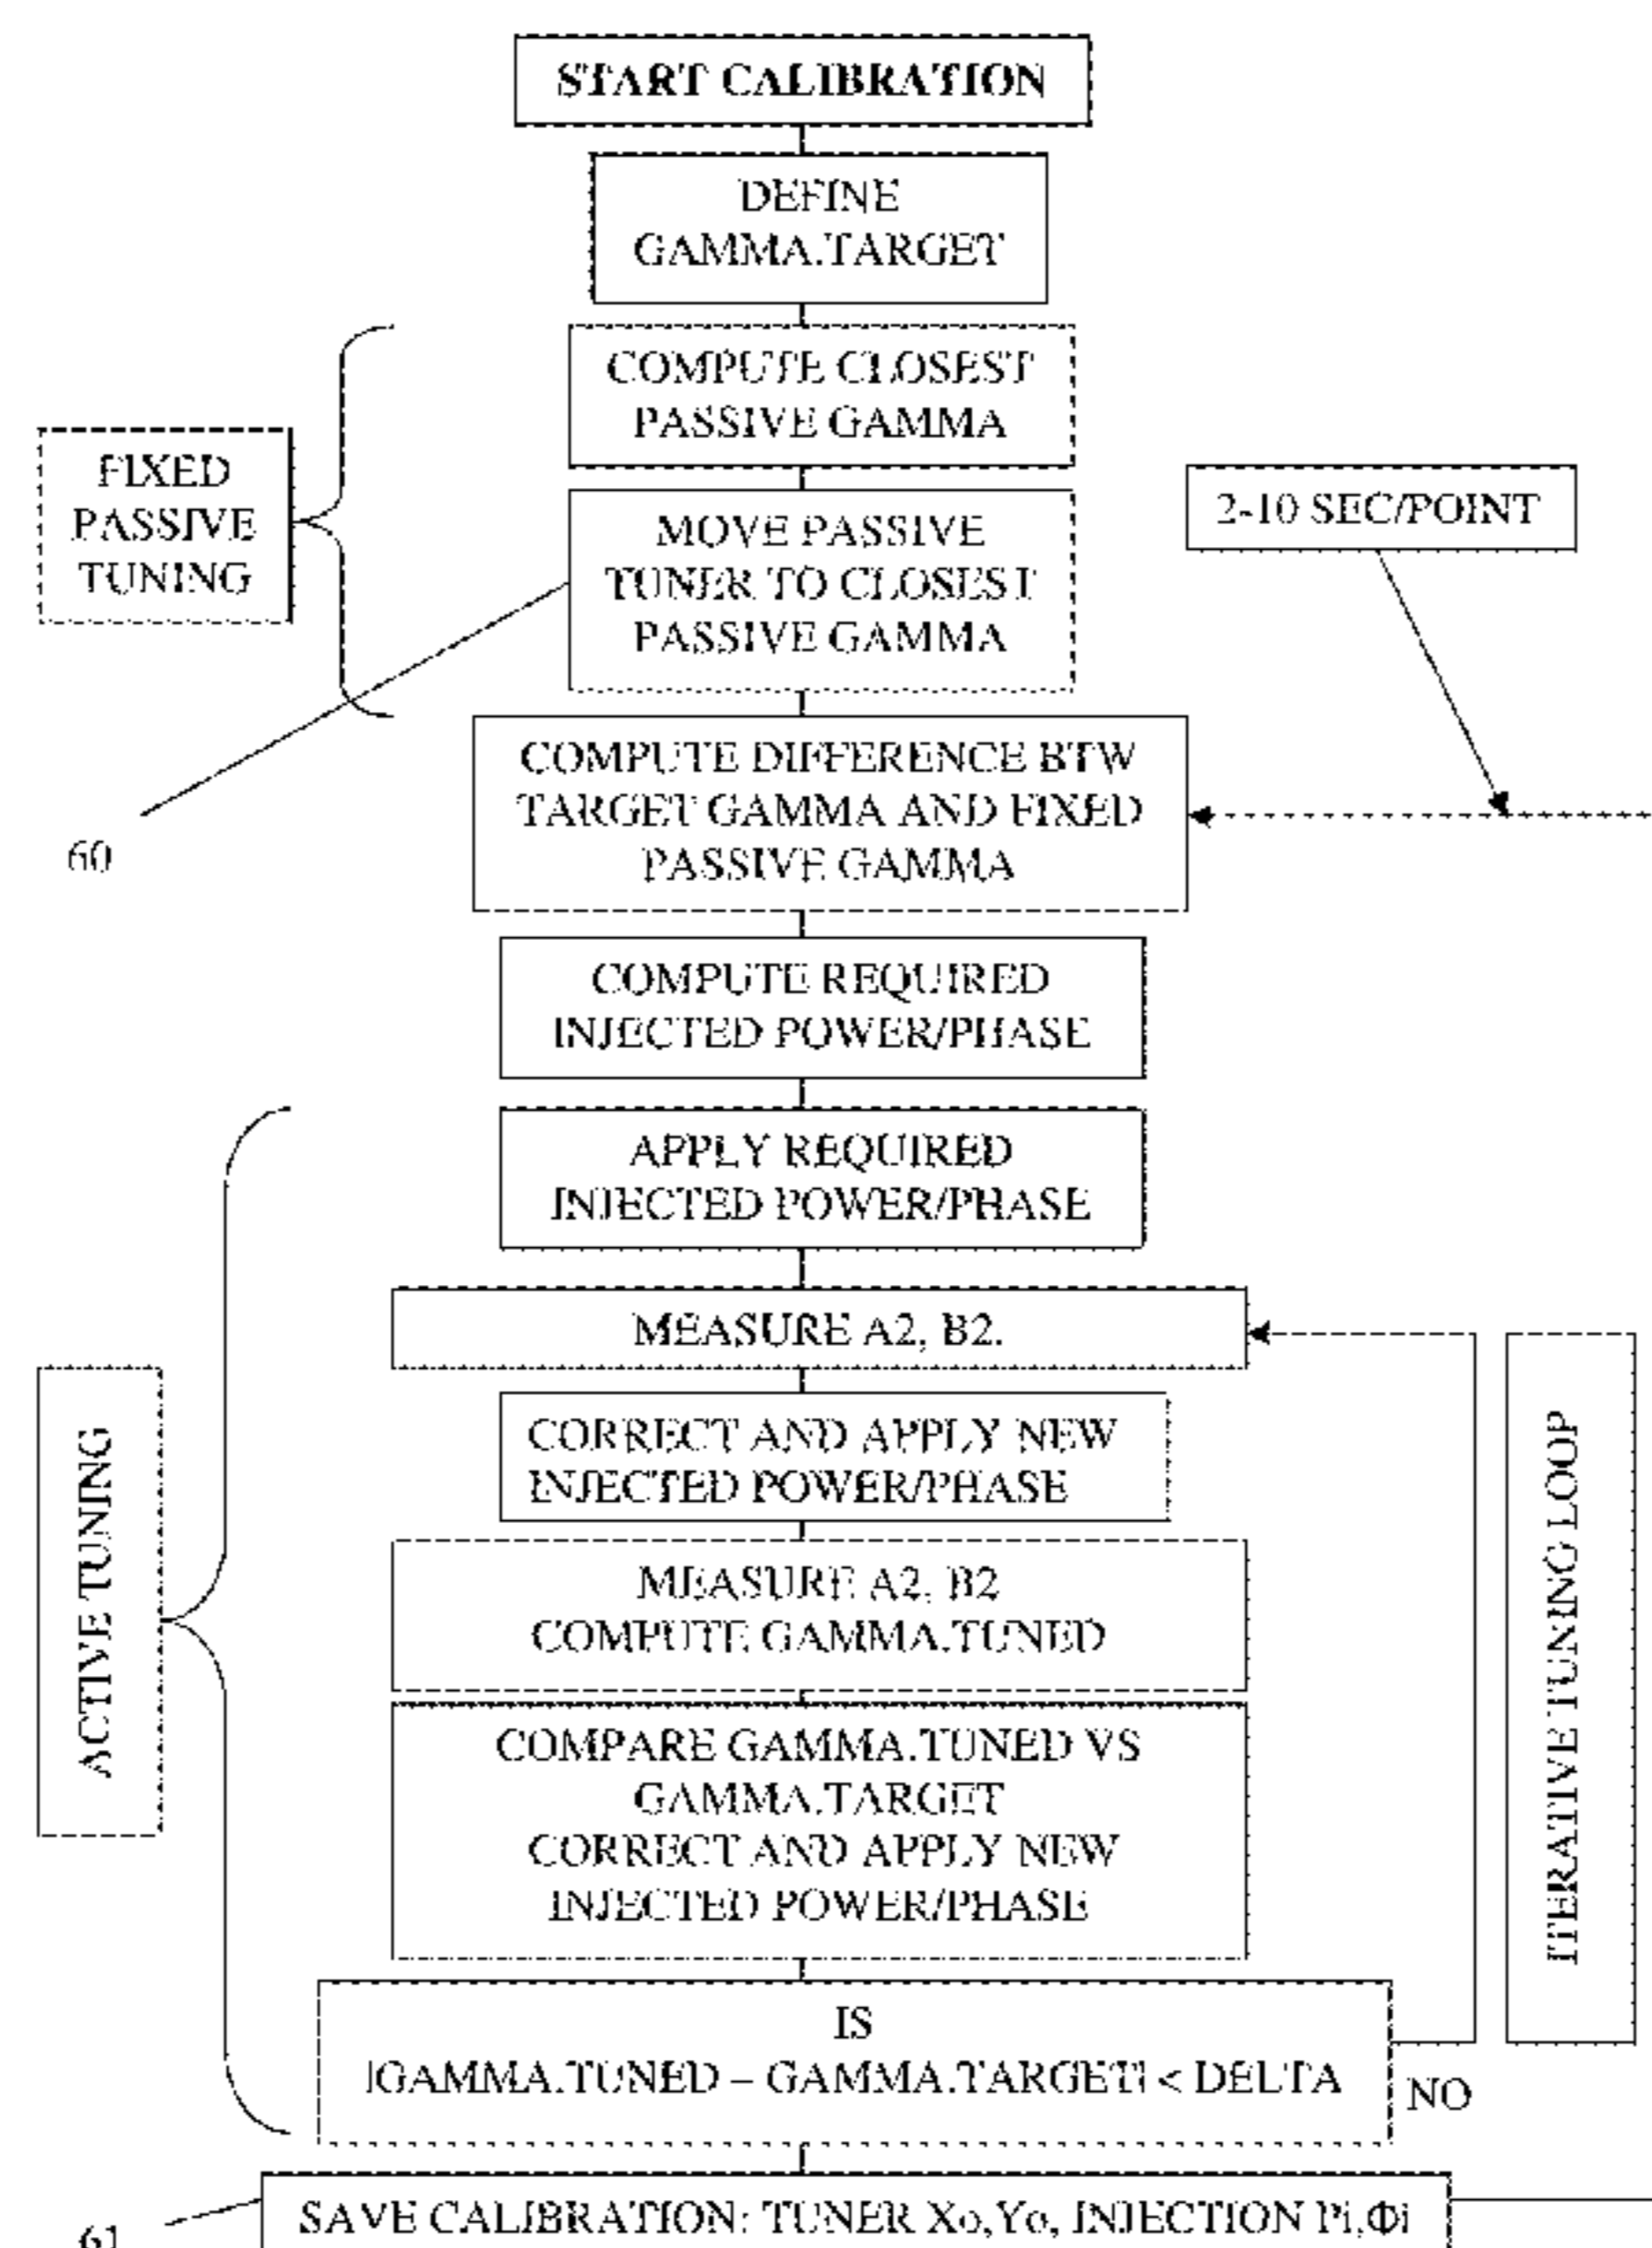 START CALIBRATION
DEFINE
GAMMA.TARGET
COMPUTE CLOSEST
PASSIVE GAMMA
FIXED
PASSIVE
TUNING
2-10 SEC/POINT
MOVE PASSIVE
TUNER TO CLOSEST
PASSIVE GAMMA
60
COMPUTE DIFFERENCE BTW
TARGET GAMMA AND FIXED
PASSIVE GAMMA
COMPUTE REQUIRED
INJECTED POWER/PHASE
APPLY REQUIRED
INJECTED POWER/PHASE
MEASURE A2, B2.
CORRECT AND APPLY NEW
INJECTED POWER/PHASE
MEASURE A2, B2
COMPUTE GAMMA.TUNED
COMPARE GAMMA.TUNED VS
GAMMA.TARGET
CORRECT AND APPLY NEW
INJECTED POWER/PHASE
ACTIVE TUNING
ITERATIVE TUNING LOOP
IS
|GAMMA.TUNED – GAMMA.TARGET| < DELTA
NO
SAVE CALIBRATION: TUNER Xo,Yo, INJECTION Pi,Φi
61